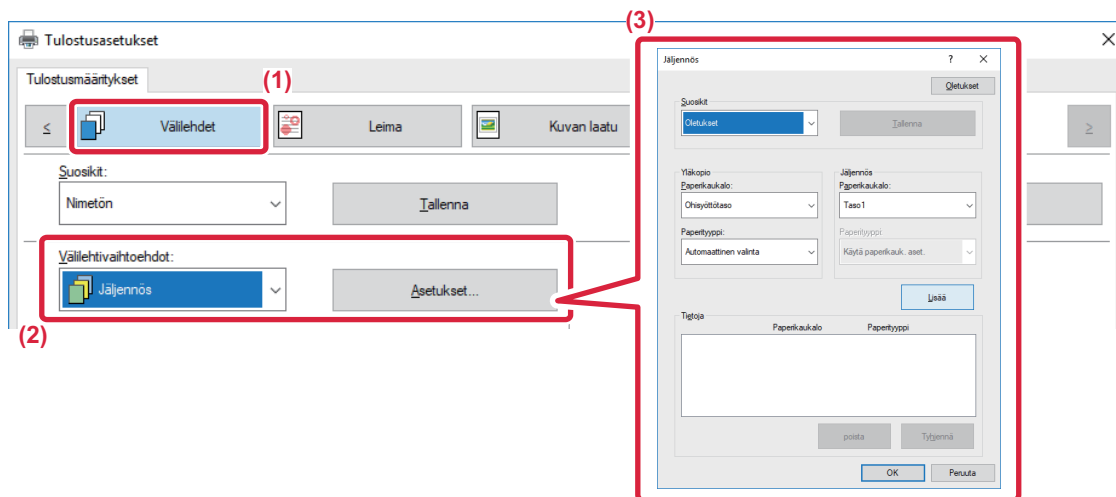 (3)
Tulostusasetukset
Tulostusmääritykset
(1)
≤ Välilehdet Leima Kuvan laatu ≥
Suosikit:
Nimetön Tallenna
Välilehtivaihtoehdot:
Jäljennös Asetukset...
(2)
Jäljennös ?
Oletukset
Suosikit
Oletukset Tallenna
Yläkopio Jäljennös
Paperikaukalo: Paperikaukalo:
Ohisyöttötaso Taso1
Paperityyppi: Paperityyppi:
Automaattinen valinta Käytä paperikauk. aset.
Lisää
Tietoja
Paperikaukalo Paperityyppi
poista Tyhjennä
OK Peruuta